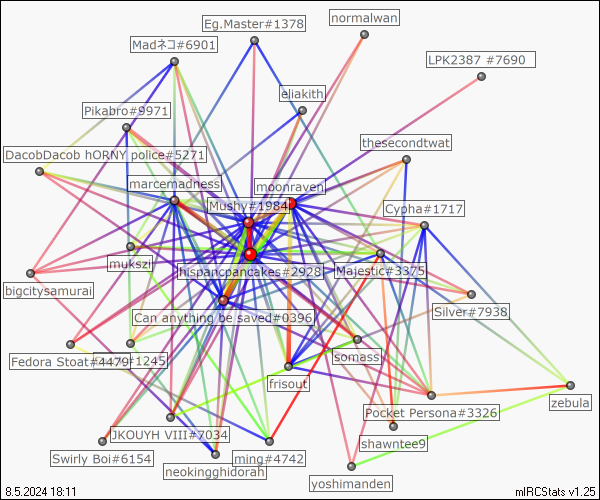 normalwan
Eg.Master#1378
Madネコ#6901
LPK2387 #7690
eliakith
Pikabro#9971
thesecondtwat
DacobDacob hORNY police#5271
marcemadness
moonraven
Mushy#1984
Cypha#1717
mukszi
hispancpancakes#2928
Majestic#3375
bigcitysamurai
Silver#7938
Can anything be saved#0396
Fedora Stoat#4479
#1245
somass
frisout
zebula
Pocket Persona#3326
JKOUYH VIII#7034
shawntee9
Swirly Boi#6154
ming#4742
neokingghidorah
yoshimanden
8.5.2024 18:11
mIRCStats v1.25